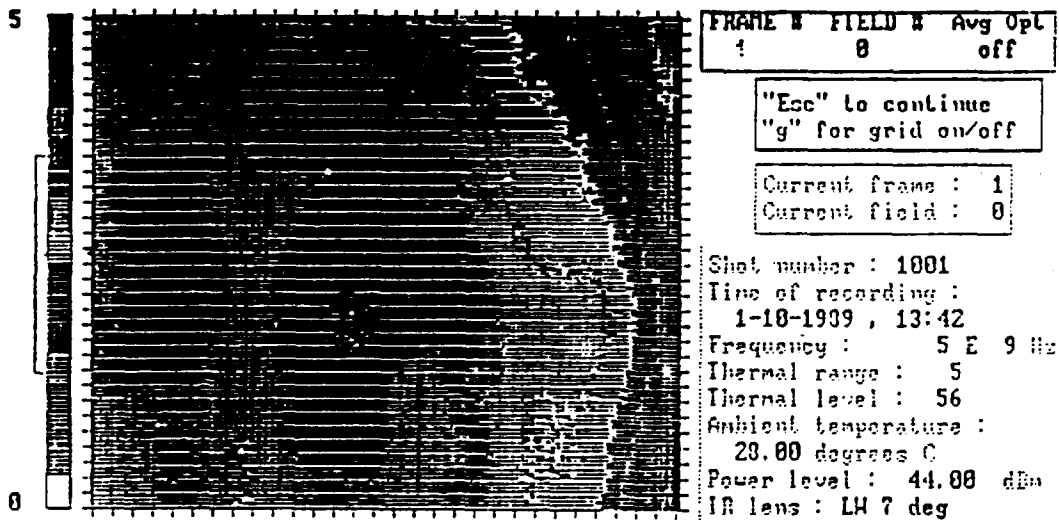 5
0
FRAME # FIELD # Avg Opt
1 0 off
"Esc" to continue
"g" for grid on/off
Current frame : 1
Current field : 0
Shot number : 1001
Time of recording :
1-10-1989 , 13:42
Frequency : 5 E 9 Hz
Thermal range : 5
Thermal level : 56
Ambient temperature :
28.00 degrees C
Power level : 44.00 dBm
IR lens : LW 7 deg